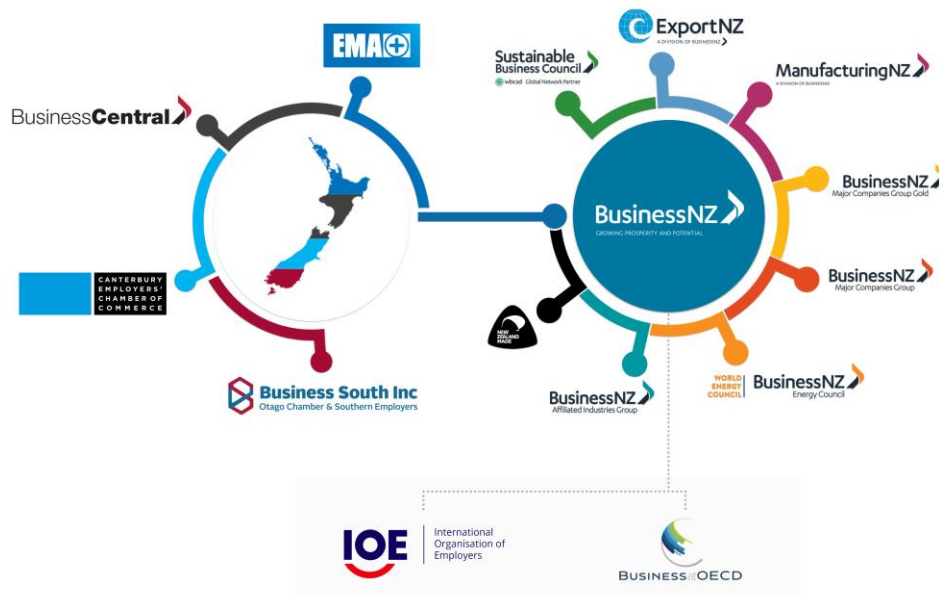 EMA
BusinessCentral
CANTERBURY
EMPLOYERS'
CHAMBER OF
COMMERCE
Business South Inc
Otago Chamber & Southern Employers
Sustainable
Business Council
wbcsd Global Network Partner
ExportNZ
A DIVISION OF BUSINESSNZ
ManufacturingNZ
A DIVISION OF BUSINESSNZ
BusinessNZ
Major Companies Group Gold
BusinessNZ
Major Companies Group
WORLD
ENERGY
COUNCIL
BusinessNZ
Energy Council
BusinessNZ
Affiliated Industries Group
NEW
ZEALAND
MADE
BusinessNZ
GROWING PROSPERITY AND POTENTIAL
IOE
International
Organisation of
Employers
BUSINESSatOECD